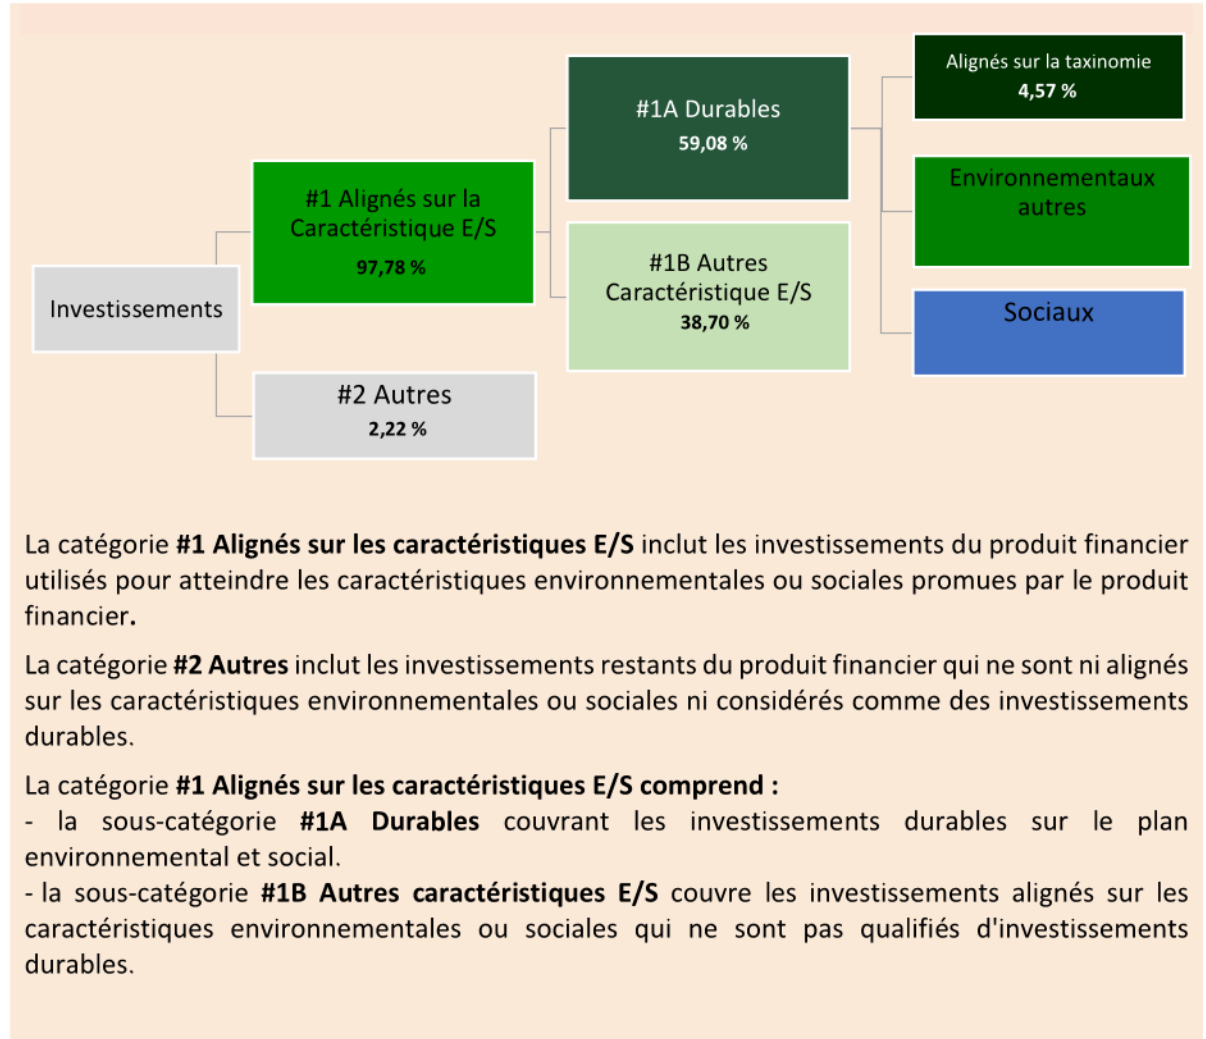 Investissements
#1 Alignés sur la
Caractéristique E/S
97,78 %
#2 Autres
2,22 %
#1A Durables
59,08 %
#1B Autres
Caractéristique E/S
38,70 %
Alignés sur la taxinomie
4,57 %
Environnementaux
autres
Sociaux
La catégorie #1 Alignés sur les caractéristiques E/S inclut les investissements du produit financier
utilisés pour atteindre les caractéristiques environnementales ou sociales promues par le produit
financier.
La catégorie #2 Autres inclut les investissements restants du produit financier qui ne sont ni alignés
sur les caractéristiques environnementales ou sociales ni considérés comme des investissements
durables.
La catégorie #1 Alignés sur les caractéristiques E/S comprend :
- la sous-catégorie #1A Durables couvrant les investissements durables sur le plan
environnemental et social.
- la sous-catégorie #1B Autres caractéristiques E/S couvre les investissements alignés sur les
caractéristiques environnementales ou sociales qui ne sont pas qualifiés d'investissements
durables.